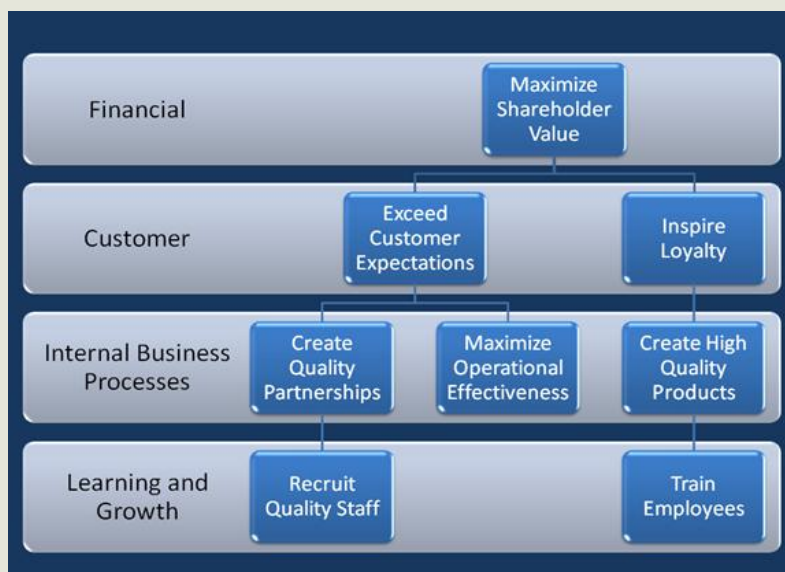 Financial
Maximize
Shareholder
Value
Customer
Exceed
Customer
Expectations
Inspire
Loyalty
Internal Business
Processes
Create
Quality
Partnerships
Maximize
Operational
Effectiveness
Create High
Quality
Products
Learning and
Growth
Recruit
Quality Staff
Train
Employees